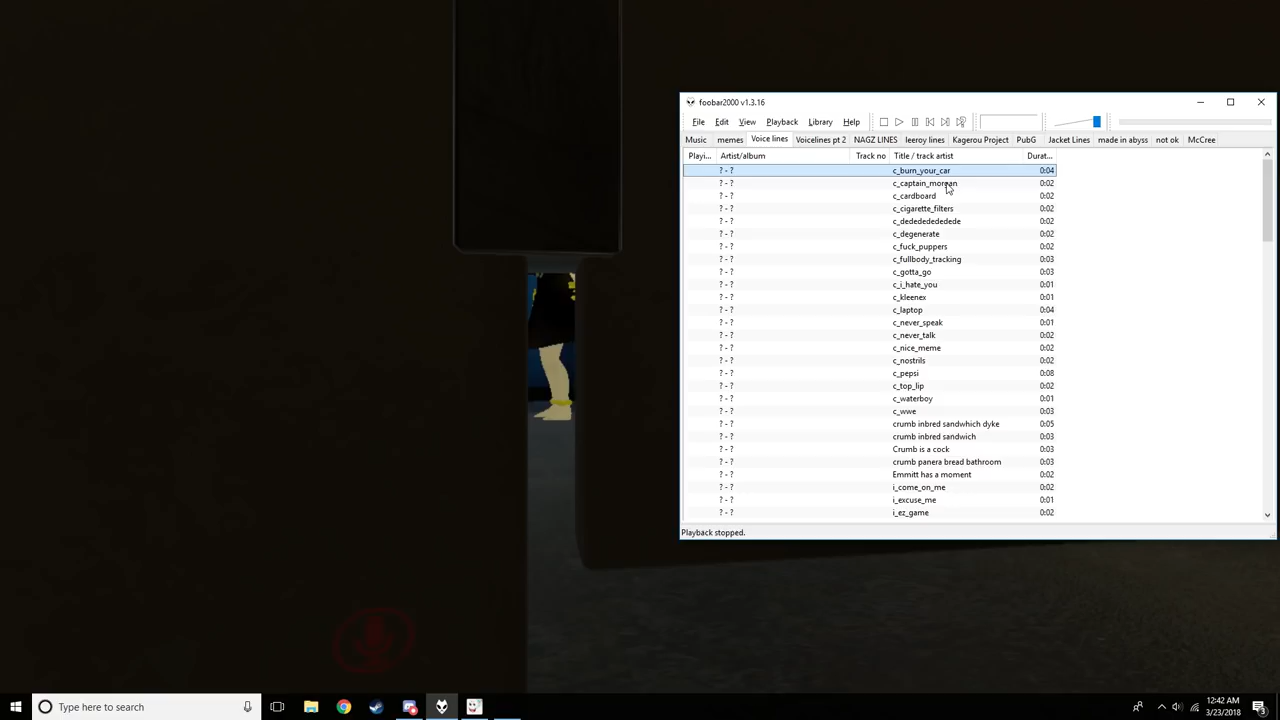 foobar2000 v1.3.16
File Edit View Playback Library Help
Music memes Voice lines Voicelines pt 2 NAGZ LINES leeroy lines Kagerou Project PubG Jacket Lines made in abyss not ok McCree
Playi... Artist/album Track no Title / track artist Durat...
? - ? c_burn_your_car 0:04
? - ? c_captain_morgan 0:02
? - ? c_cardboard 0:02
? - ? c_cigarette_filters 0:02
? - ? c_dedededededede 0:02
? - ? c_degenerate 0:02
? - ? c_fuck_puppers 0:02
? - ? c_fullbody_tracking 0:03
? - ? c_gotta_go 0:03
? - ? c_i_hate_you 0:01
? - ? c_kleenex 0:01
? - ? c_laptop 0:04
? - ? c_never_speak 0:01
? - ? c_never_talk 0:02
? - ? c_nice_meme 0:02
? - ? c_nostrils 0:02
? - ? c_pepsi 0:08
? - ? c_top_lip 0:02
? - ? c_waterboy 0:01
? - ? c_wwe 0:03
? - ? crumb inbred sandwhich dyke 0:05
? - ? crumb inbred sandwich 0:03
? - ? Crumb is a cock 0:03
? - ? crumb panera bread bathroom 0:03
? - ? Emmitt has a moment 0:02
? - ? i_come_on_me 0:02
? - ? i_excuse_me 0:01
? - ? i_ez_game 0:02
Playback stopped.
Type here to search
12:42 AM
3/23/2018
3